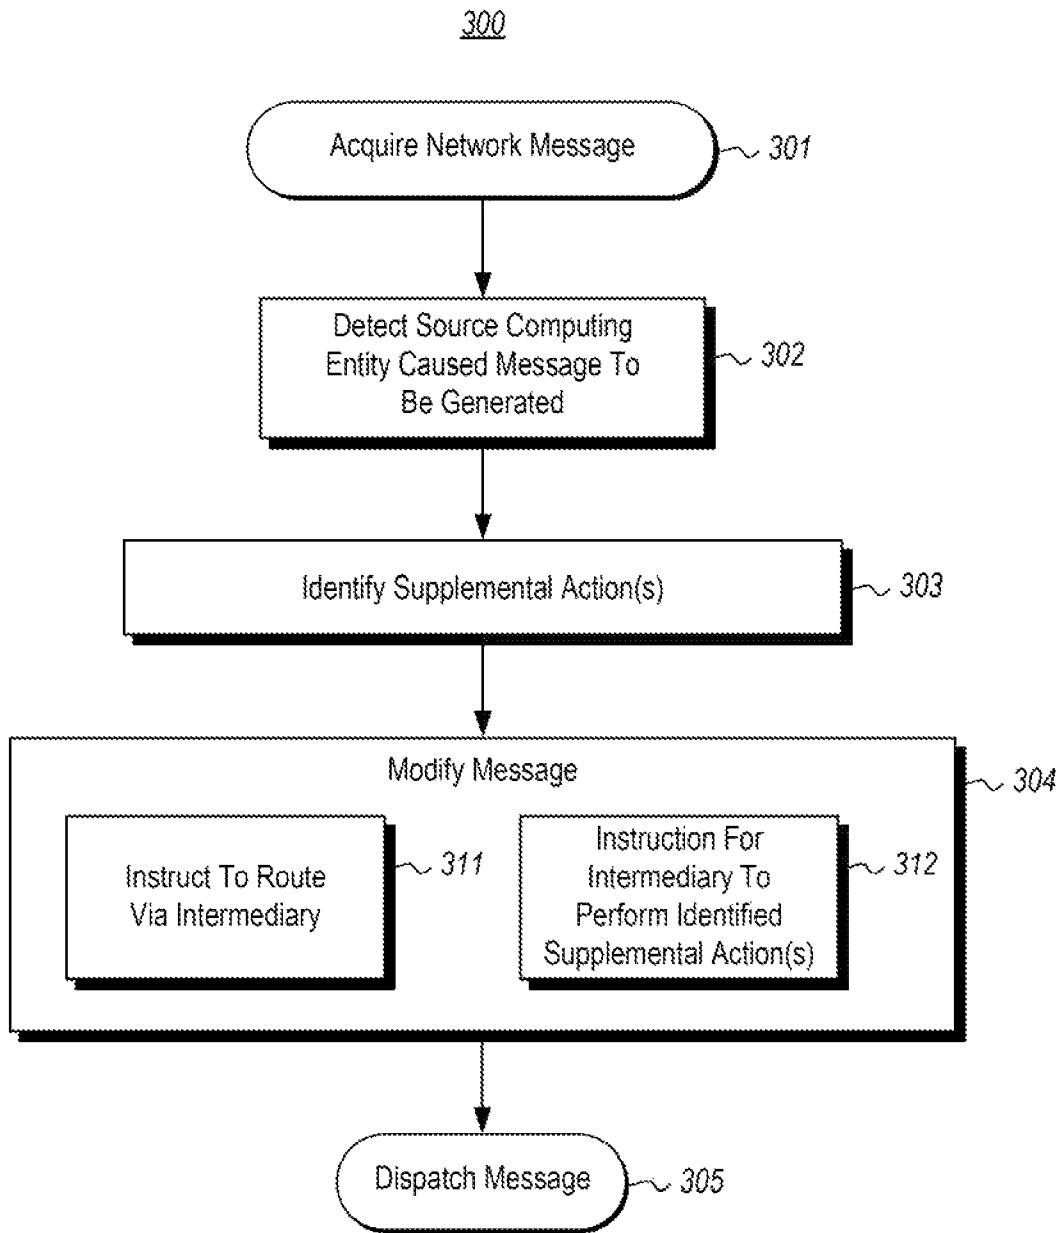 300
Acquire Network Message
301
Detect Source Computing
Entity Caused Message To
Be Generated
302
Identify Supplemental Action(s)
303
Modify Message
304
Instruct To Route
Via Intermediary
311
Instruction For
Intermediary To
Perform Identified
Supplemental Action(s)
312
Dispatch Message
305